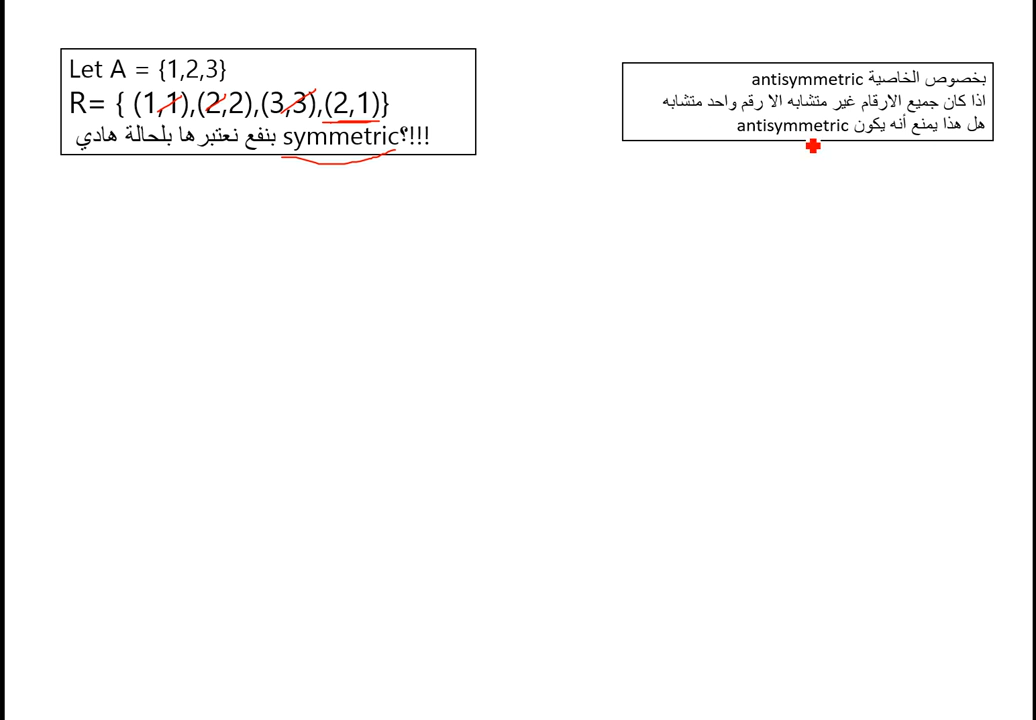 Let A = {1,2,3}
R= { (1,1),(2,2),(3,3),(2,1)}
بنفع نعتبرها بلحالة هادي symmetric؟!!!
بخصوص الخاصية antisymmetric
اذا كان جميع الارقام غير متشابه الا رقم واحد متشابه
هل هذا يمنع أنه يكون antisymmetric